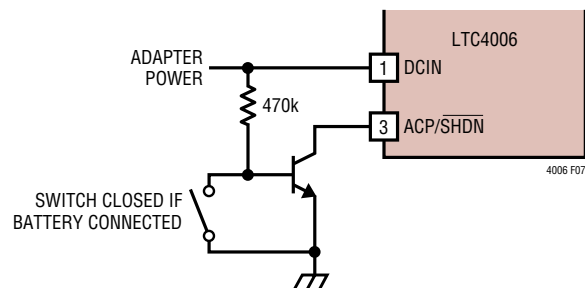 LTC4006
ADAPTER
POWER
1 DCIN
470k
3 ACP/SHDN
4006 F07
SWITCH CLOSED IF
BATTERY CONNECTED